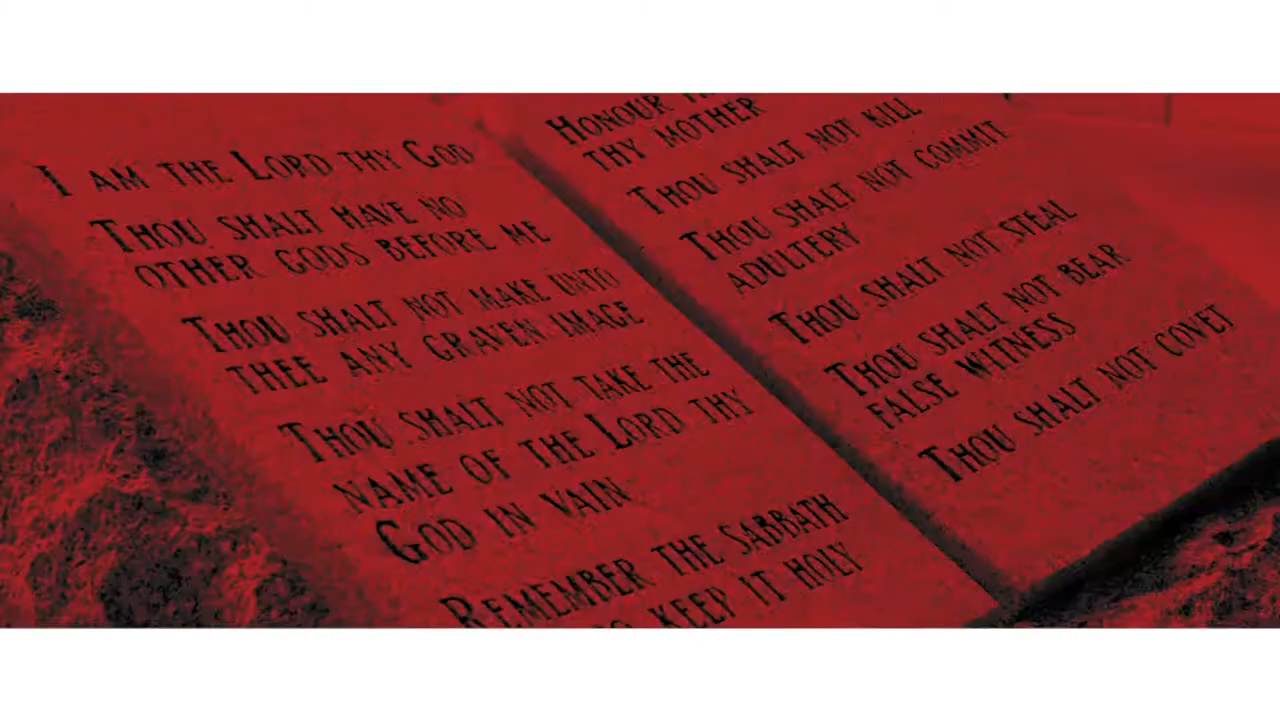 I AM THE LORD THY GOD
THOU SHALT HAVE NO
OTHER GODS BEFORE ME
THOU SHALT NOT MAKE UNTO
THEE ANY GRAVEN IMAGE
THOU SHALT NOT TAKE THE
NAME OF THE LORD THY
GOD IN VAIN
REMEMBER THE SABBATH
KEEP IT HOLY
HONOUR
THY MOTHER
THOU SHALT NOT KILL
THOU SHALT NOT COMMIT
ADULTERY
THOU SHALT NOT STEAL
THOU SHALT NOT BEAR
FALSE WITNESS
THOU SHALT NOT COVET